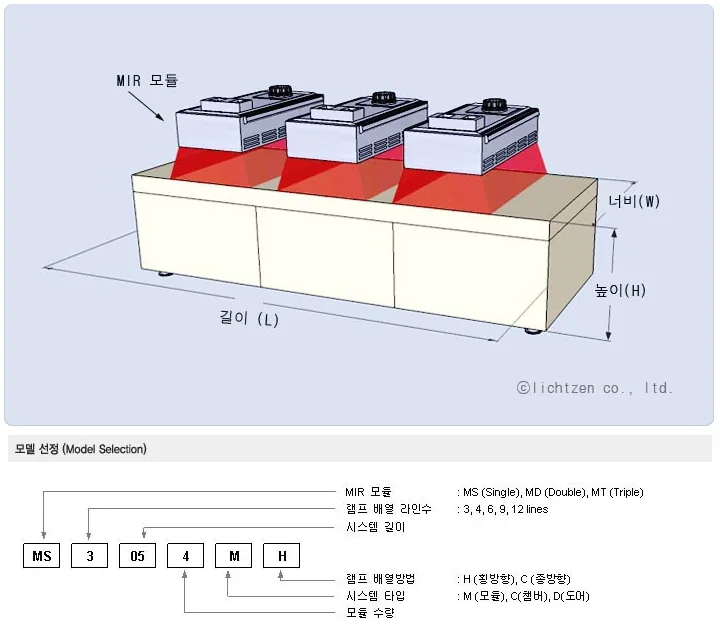 MIR 모듈
너비(W)
높이(H)
길이 (L)
ⓒlichtzen co., ltd.
모델 선정 (Model Selection)
MIR 모듈 : MS (Single), MD (Double), MT (Triple)
램프 배열 라인수 : 3, 4, 6, 9, 12 lines
시스템 길이
MS 3 05 4 M H
램프 배열방법 : H (횡방향), C (종방향)
시스템 타입 : M (모듈), C(챔버), D(도어)
모듈 수량